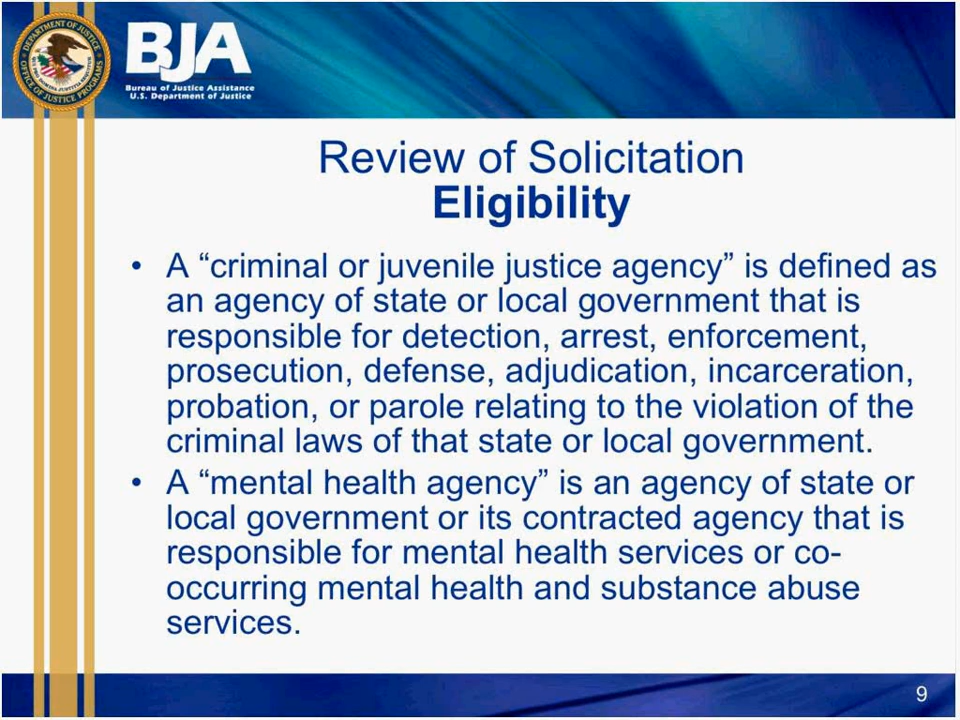 BJA
Bureau of Justice Assistance
U.S. Department of Justice
Review of Solicitation
Eligibility
• A “criminal or juvenile justice agency” is defined as
an agency of state or local government that is
responsible for detection, arrest, enforcement,
prosecution, defense, adjudication, incarceration,
probation, or parole relating to the violation of the
criminal laws of that state or local government.
• A “mental health agency” is an agency of state or
local government or its contracted agency that is
responsible for mental health services or co-
occurring mental health and substance abuse
services.
9